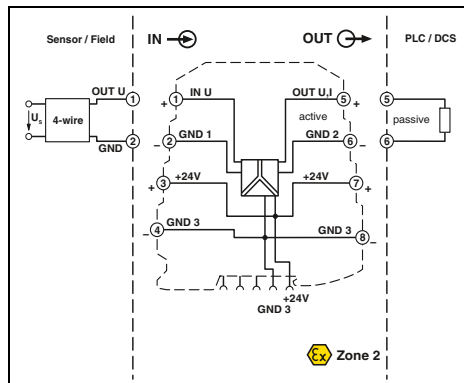 Sensor / Field
IN
OUT
PLC / DCS
OUT U
1
+
1
IN U
OUT U,I
5
+
5
Us
4-wire
active
passive
GND
2
−
2
GND 1
GND 2
6
−
6
+
3
+24V
+24V
7
+
−
4
GND 3
GND 3
8
−
+24V
GND 3
Ex
Zone 2